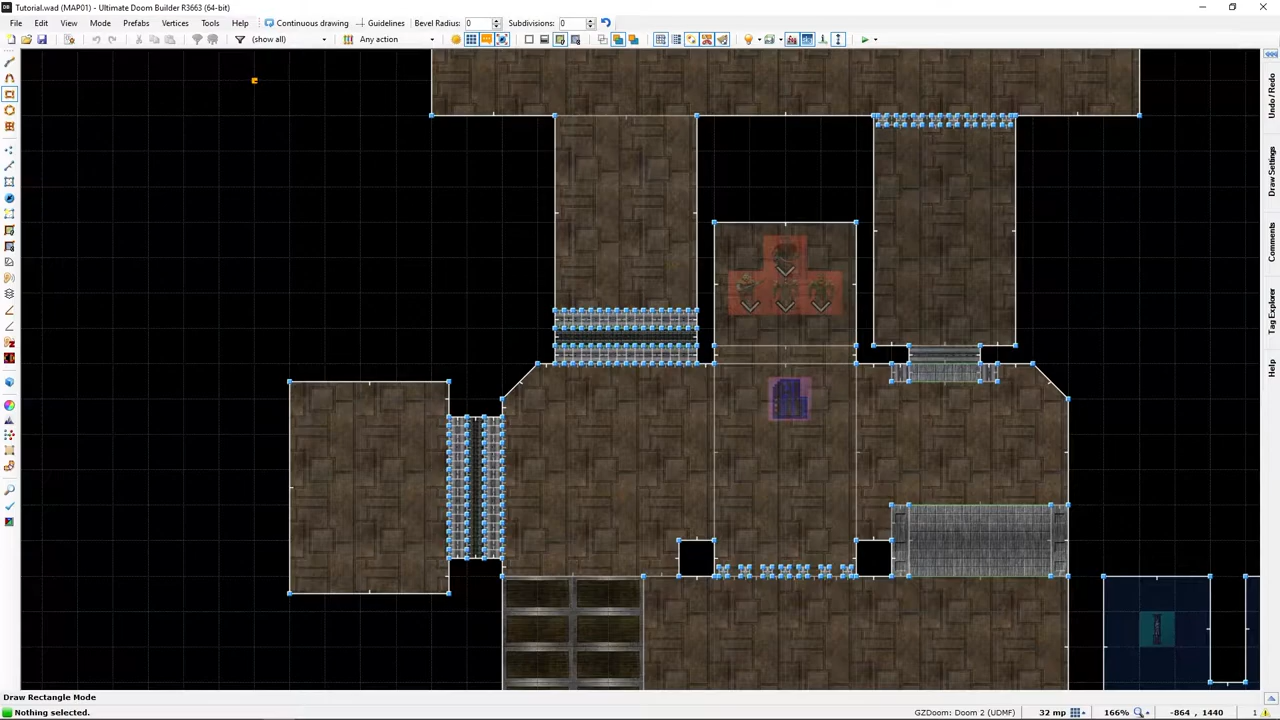 Tutorial.wad (MAP01) - Ultimate Doom Builder R3663 (64-bit)
File Edit View Mode Prefabs Vertices Tools Help Continuous drawing Guidelines Bevel Radius: 0 Subdivisions: 0
(show all) Any action
Undo / Redo
Draw Settings
Comments
Tag Explorer
Help
Draw Rectangle Mode
Nothing selected. GZDoom: Doom 2 (UDMF) 32 mp 166% -864 , 1440 1